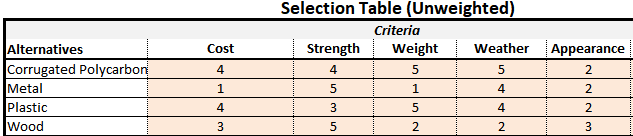 Selection Table (Unweighted)
Criteria
Alternatives Cost Strength Weight Weather Appearance
Corrugated Polycarbon 4 4 5 5 2
Metal 1 5 1 4 2
Plastic 4 3 5 4 2
Wood 3 5 2 2 3